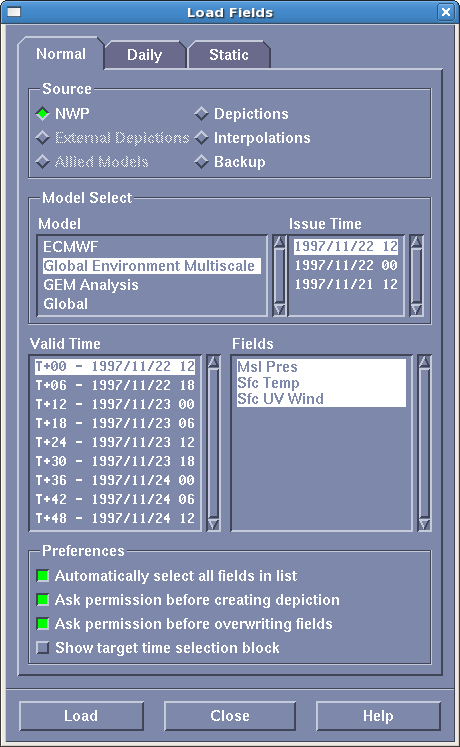 Load Fields
Normal Daily Static
Source
NWP Depictions
External Depictions Interpolations
Allied Models Backup
Model Select
Model Issue Time
ECMWF 1997/11/22 12
Global Environment Multiscale 1997/11/22 00
GEM Analysis 1997/11/21 12
Global
Valid Time Fields
T+00 - 1997/11/22 12 Msl Pres
T+06 - 1997/11/22 18 Sfc Temp
T+12 - 1997/11/23 00 Sfc UV Wind
T+18 - 1997/11/23 06
T+24 - 1997/11/23 12
T+30 - 1997/11/23 18
T+36 - 1997/11/24 00
T+42 - 1997/11/24 06
T+48 - 1997/11/24 12
Preferences
Automatically select all fields in list
Ask permission before creating depiction
Ask permission before overwriting fields
Show target time selection block
Load Close Help